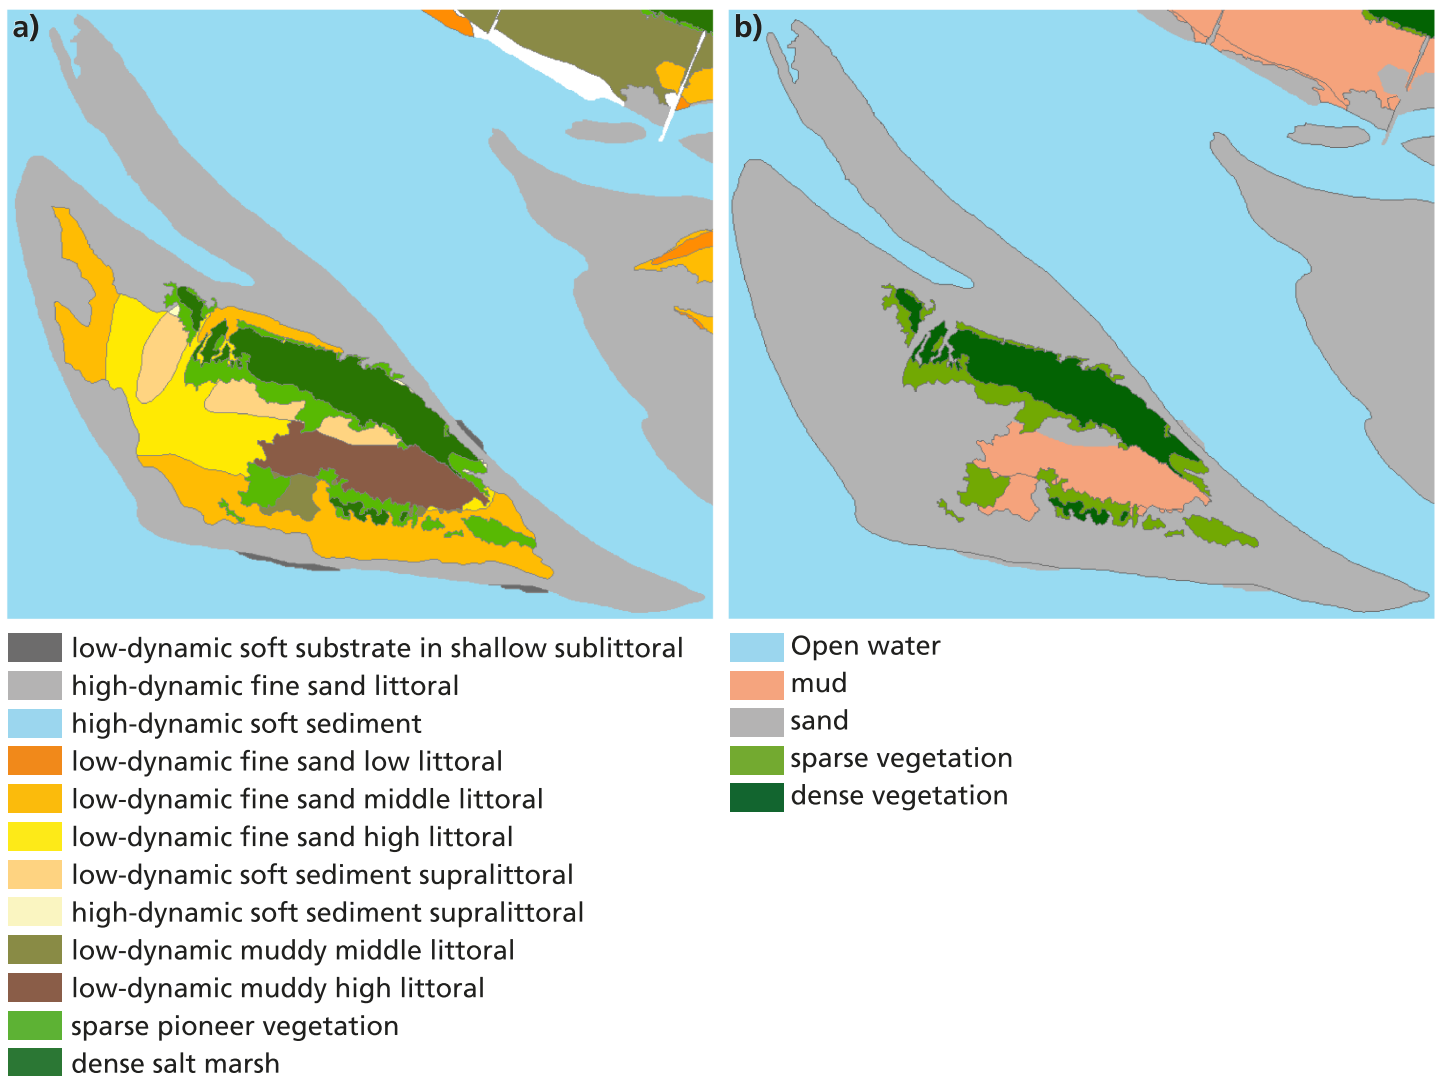 a)
b)
low-dynamic soft substrate in shallow sublittoral
high-dynamic fine sand littoral
high-dynamic soft sediment
low-dynamic fine sand low littoral
low-dynamic fine sand middle littoral
low-dynamic fine sand high littoral
low-dynamic soft sediment supralittoral
high-dynamic soft sediment supralittoral
low-dynamic muddy middle littoral
low-dynamic muddy high littoral
sparse pioneer vegetation
dense salt marsh
Open water
mud
sand
sparse vegetation
dense vegetation